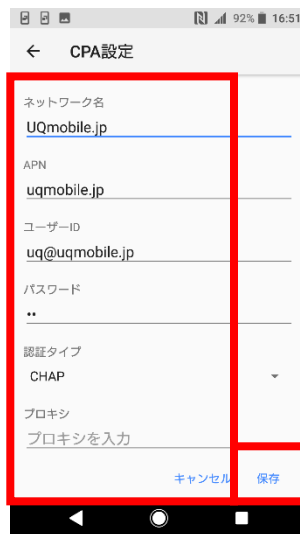 92% 16:51
CPA設定
ネットワーク名
UQmobile.jp
APN
uqmobile.jp
ユーザーID
uq@uqmobile.jp
パスワード
••
認証タイプ
CHAP
プロキシ
プロキシを入力
キャンセル 保存